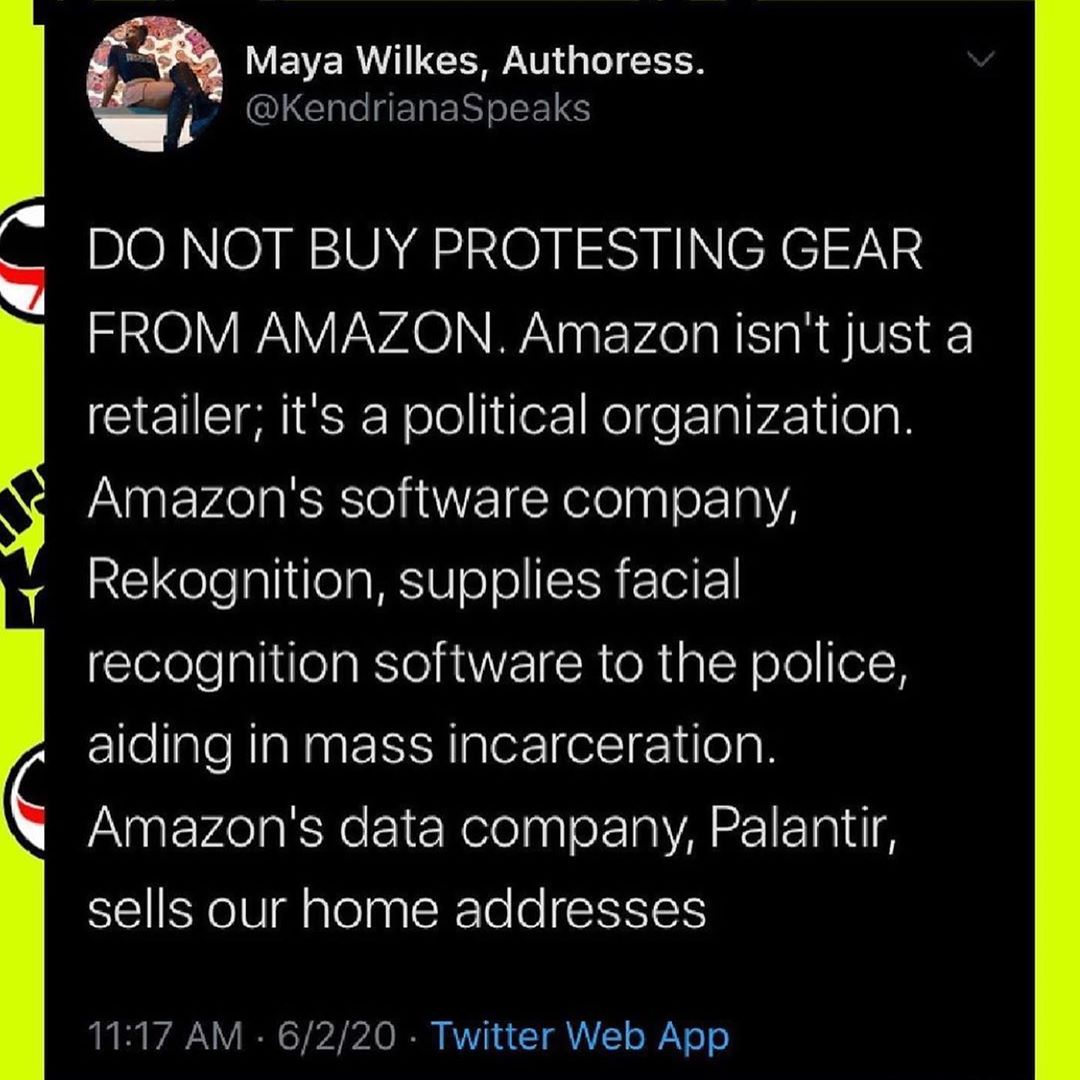 Maya Wilkes, Authoress.
@KendrianaSpeaks
DO NOT BUY PROTESTING GEAR
FROM AMAZON. Amazon isn't just a
retailer; it's a political organization.
Amazon's software company,
Rekognition, supplies facial
recognition software to the police,
aiding in mass incarceration.
Amazon's data company, Palantir,
sells our home addresses
11:17 AM · 6/2/20 · Twitter Web App